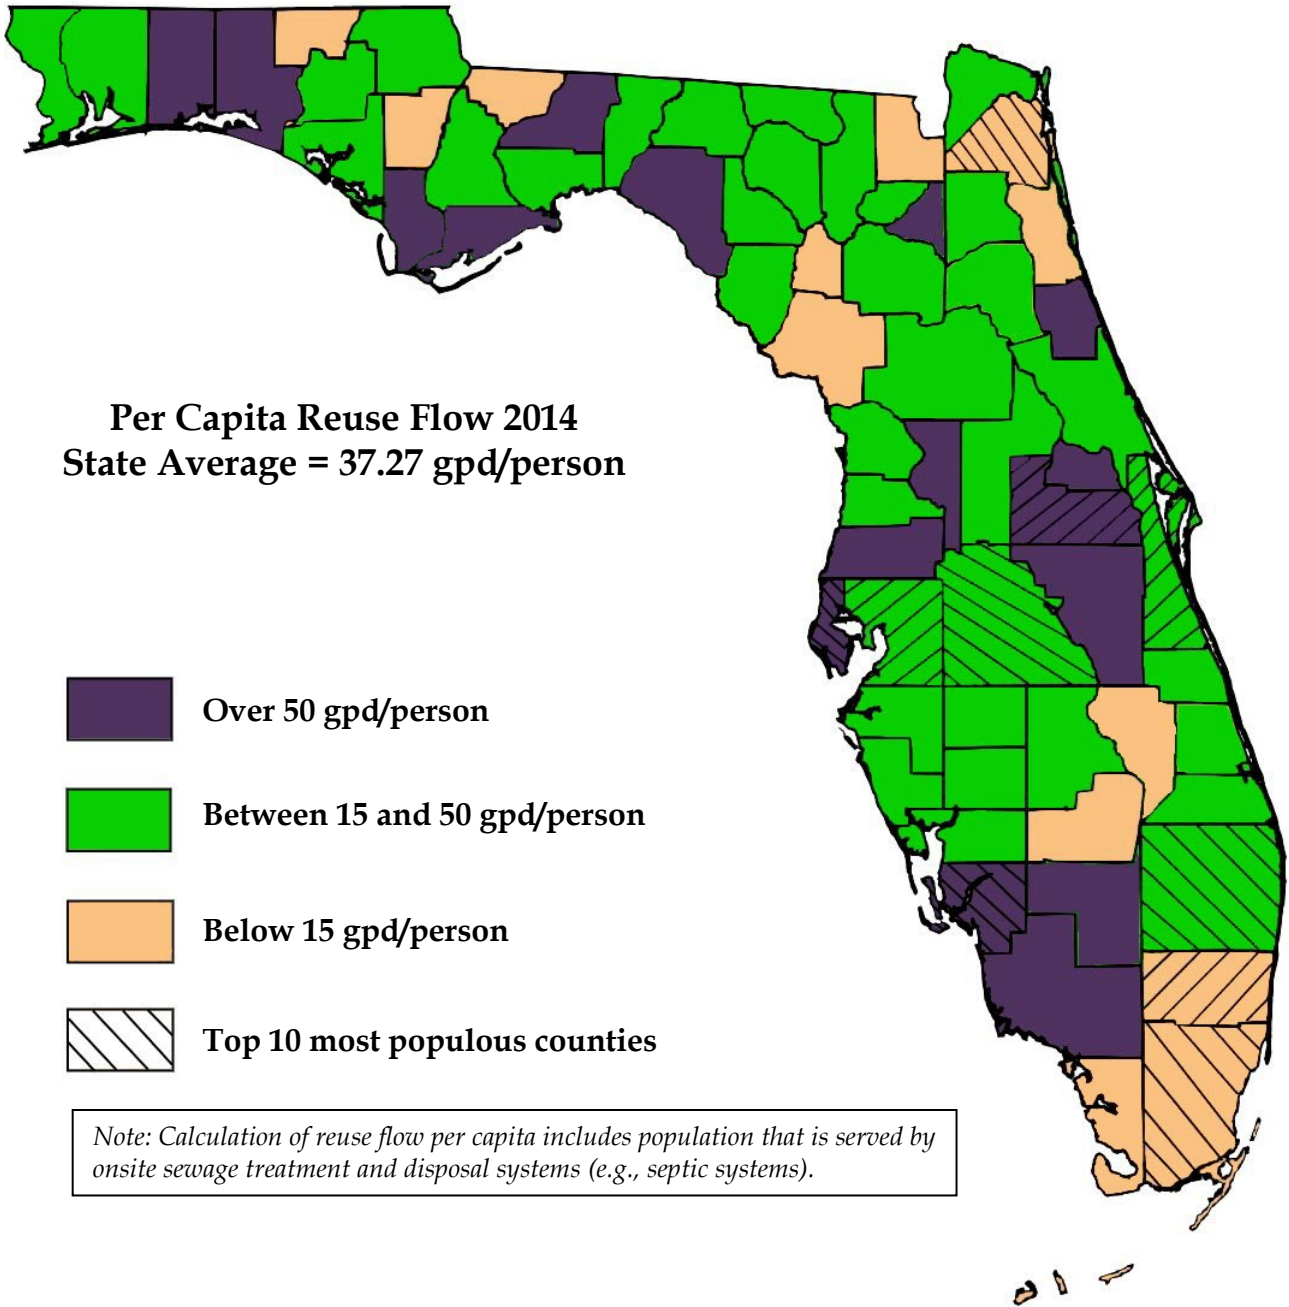 Per Capita Reuse Flow 2014
State Average = 37.27 gpd/person
Over 50 gpd/person
Between 15 and 50 gpd/person
Below 15 gpd/person
Top 10 most populous counties
Note: Calculation of reuse flow per capita includes population that is served by
onsite sewage treatment and disposal systems (e.g., septic systems).